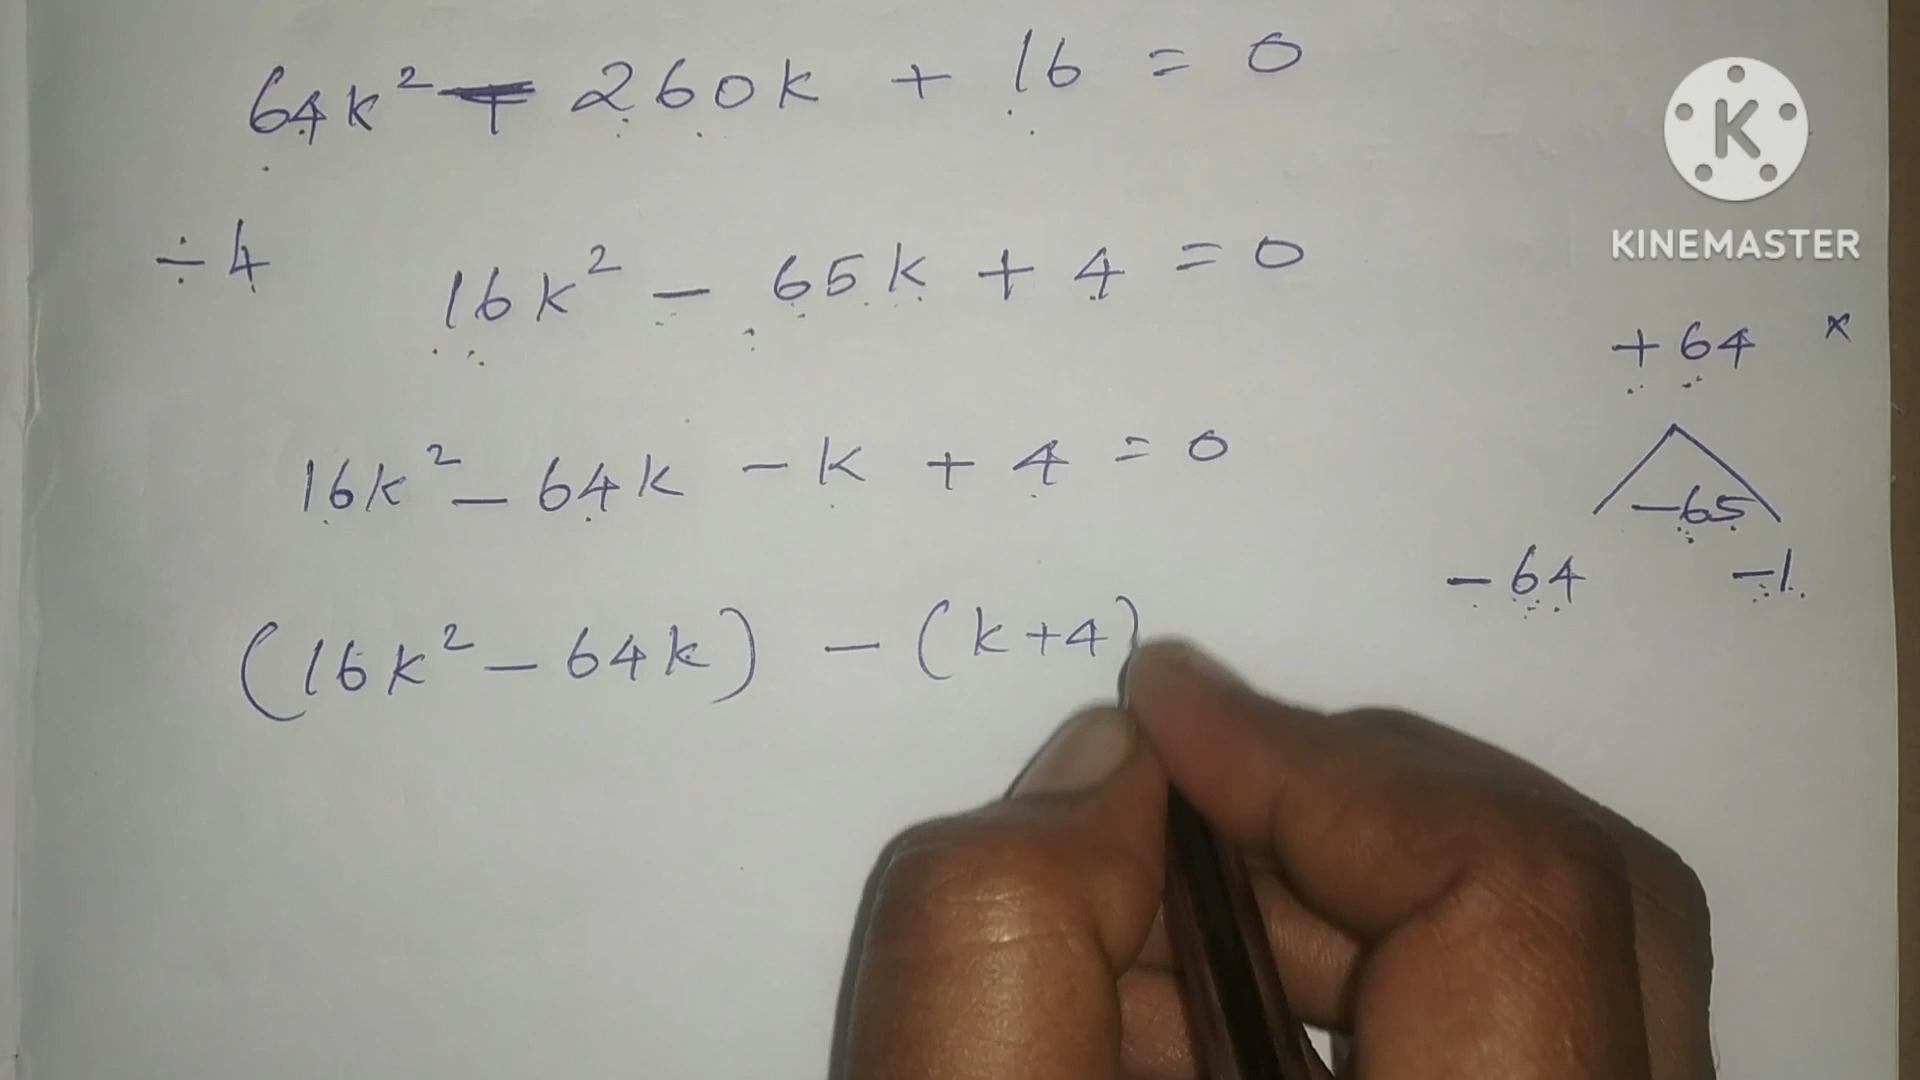 64k² - 260k + 16 = 0
K
KINEMASTER
÷4 16k² - 65k + 4 = 0
+64 ×
16k² - 64k - k + 4 = 0
-65
-64 -1
(16k² - 64k) - (k+4)